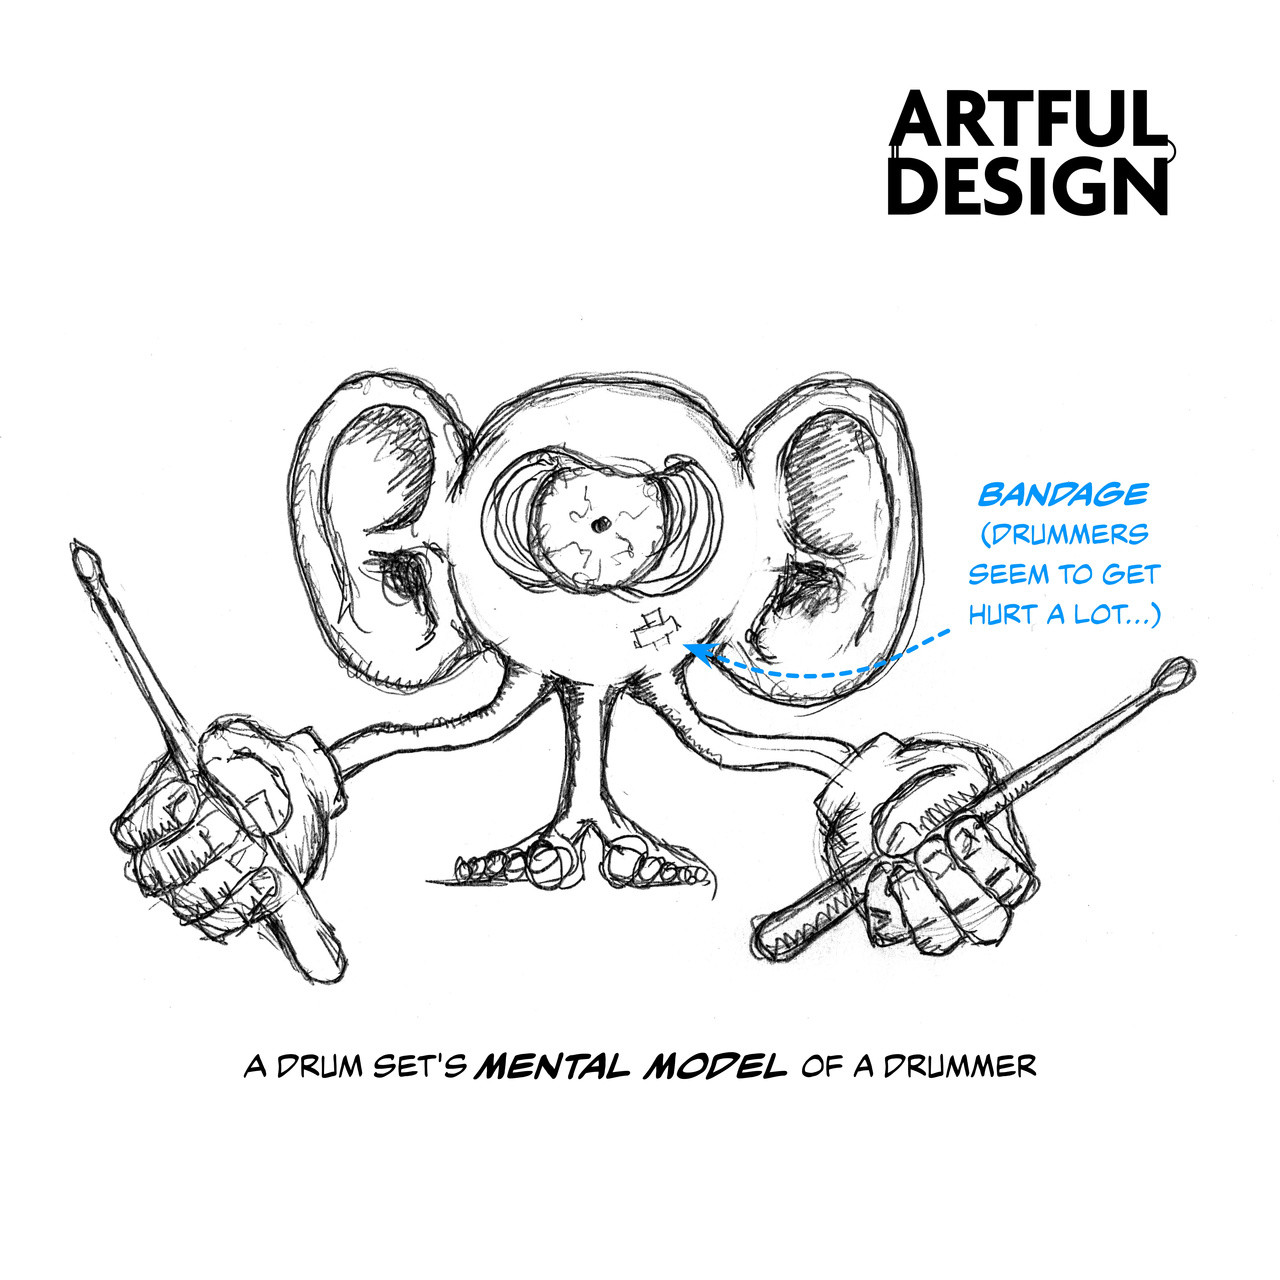 ARTFUL
DESIGN
BANDAGE
(DRUMMERS
SEEM TO GET
HURT A LOT...)
A DRUM SET'S MENTAL MODEL OF A DRUMMER